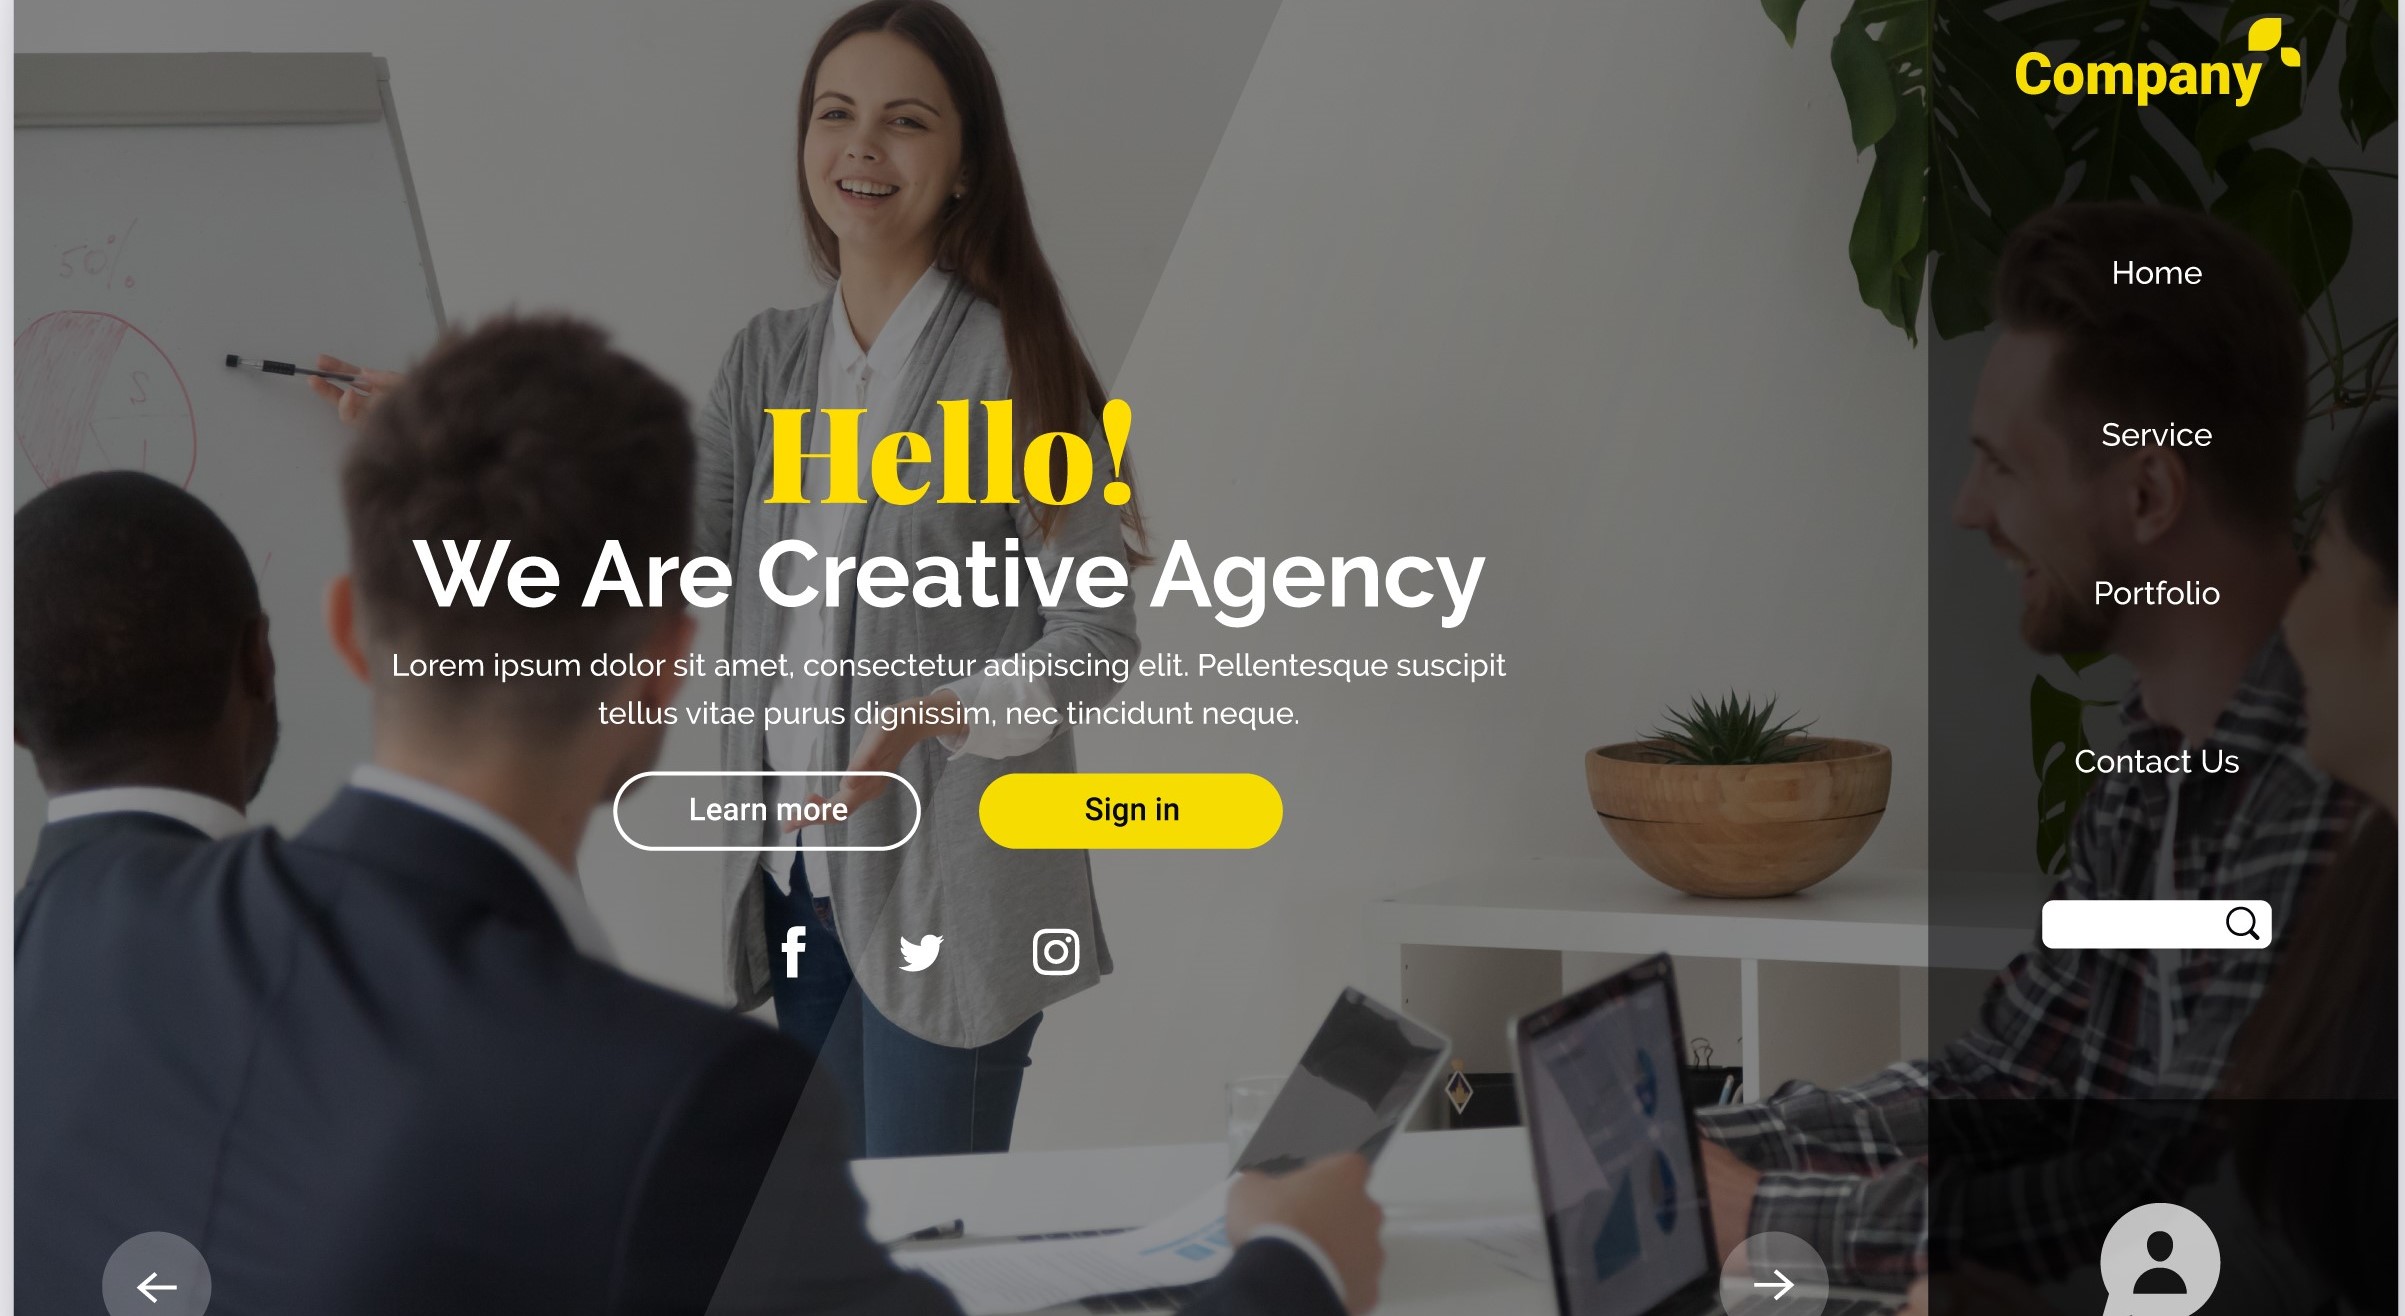 Company
Home
Service
Portfolio
Contact Us
50%
S
Hello!
We Are Creative Agency
Lorem ipsum dolor sit amet, consectetur adipiscing elit. Pellentesque suscipit
tellus vitae purus dignissim, nec tincidunt neque.
Learn more
Sign in